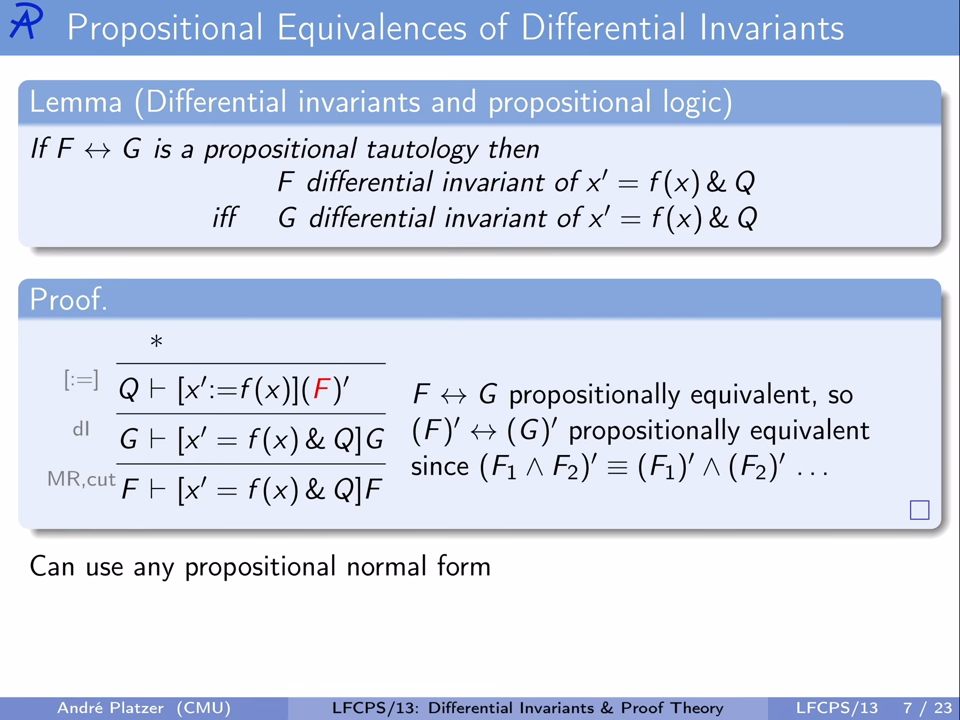 Propositional Equivalences of Differential Invariants
Lemma (Differential invariants and propositional logic)
If F ↔ G is a propositional tautology then
F differential invariant of x′ = f(x) & Q
iff G differential invariant of x′ = f(x) & Q
Proof.
*
[:=] Q ⊢ [x′:=f(x)](F)′
dI G ⊢ [x′ = f(x) & Q]G
MR,cut F ⊢ [x′ = f(x) & Q]F
F ↔ G propositionally equivalent, so
(F)′ ↔ (G)′ propositionally equivalent
since (F₁ ∧ F₂)′ ≡ (F₁)′ ∧ (F₂)′ …
□
Can use any propositional normal form
André Platzer (CMU) LFCPS/13: Differential Invariants & Proof Theory LFCPS/13 7 / 23